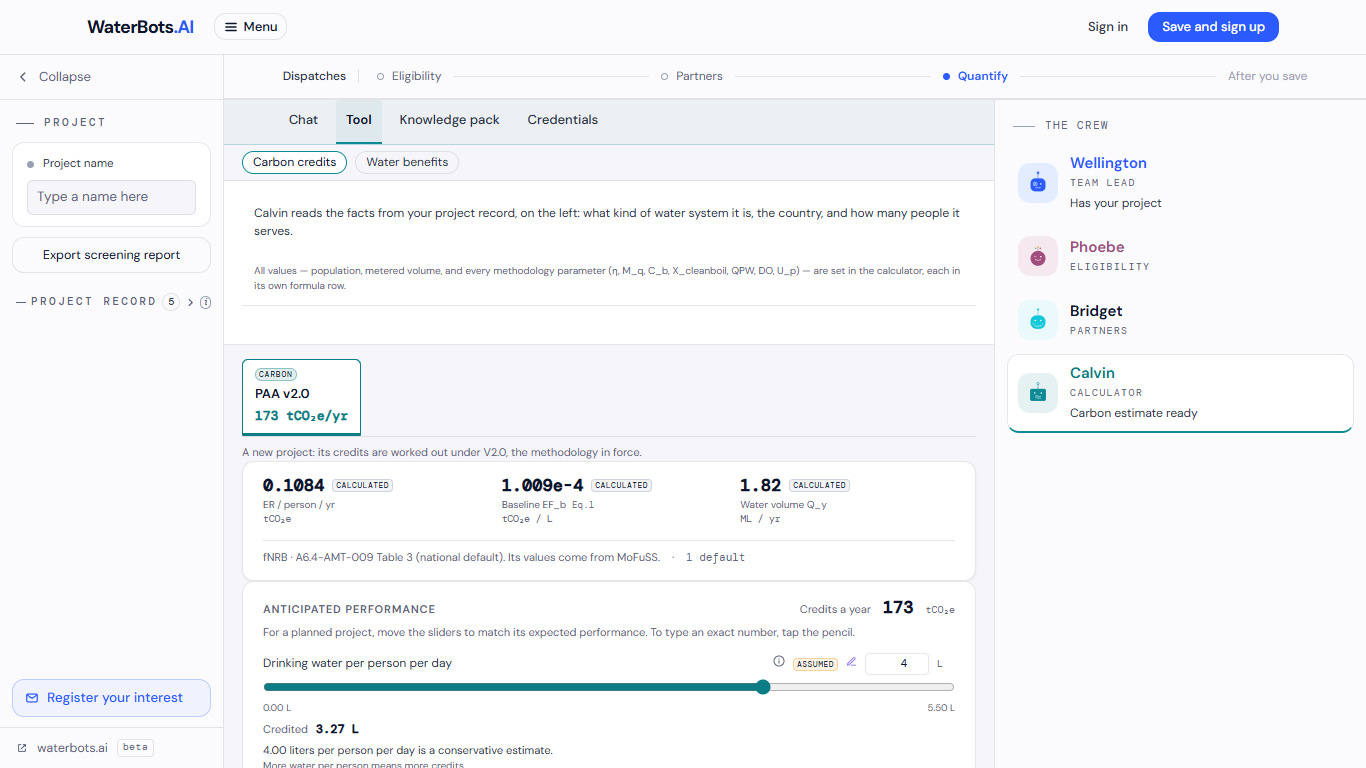 WaterBots.AI
Menu
Sign in
Save and sign up
Collapse
Dispatches
Eligibility
Partners
Quantify
After you save
PROJECT
Project name
Type a name here
Export screening report
PROJECT RECORD 5 i
Register your interest
waterbots.ai beta
Chat
Tool
Knowledge pack
Credentials
Carbon credits
Water benefits
Calvin reads the facts from your project record, on the left: what kind of water system it is, the country, and how many people it
serves.
All values — population, metered volume, and every methodology parameter (η, M_q, C_b, X_cleanboil, QPW, DO, U_p) — are set in the calculator, each in
its own formula row.
CARBON
PAA v2.0
173 tCO₂e/yr
A new project: its credits are worked out under V2.0, the methodology in force.
0.1084 CALCULATED
ER / person / yr
tCO₂e
1.009e-4 CALCULATED
Baseline EF_b Eq.1
tCO₂e / L
1.82 CALCULATED
Water volume Q_y
ML / yr
fNRB · A6.4-AMT-009 Table 3 (national default). Its values come from MoFuSS. · 1 default
ANTICIPATED PERFORMANCE
Credits a year 173 tCO₂e
For a planned project, move the sliders to match its expected performance. To type an exact number, tap the pencil.
Drinking water per person per day
ASSUMED
4 L
0.00 L
5.50 L
Credited 3.27 L
4.00 liters per person per day is a conservative estimate.
More water per person means more credits
THE CREW
Wellington
TEAM LEAD
Has your project
Phoebe
ELIGIBILITY
Bridget
PARTNERS
Calvin
CALCULATOR
Carbon estimate ready